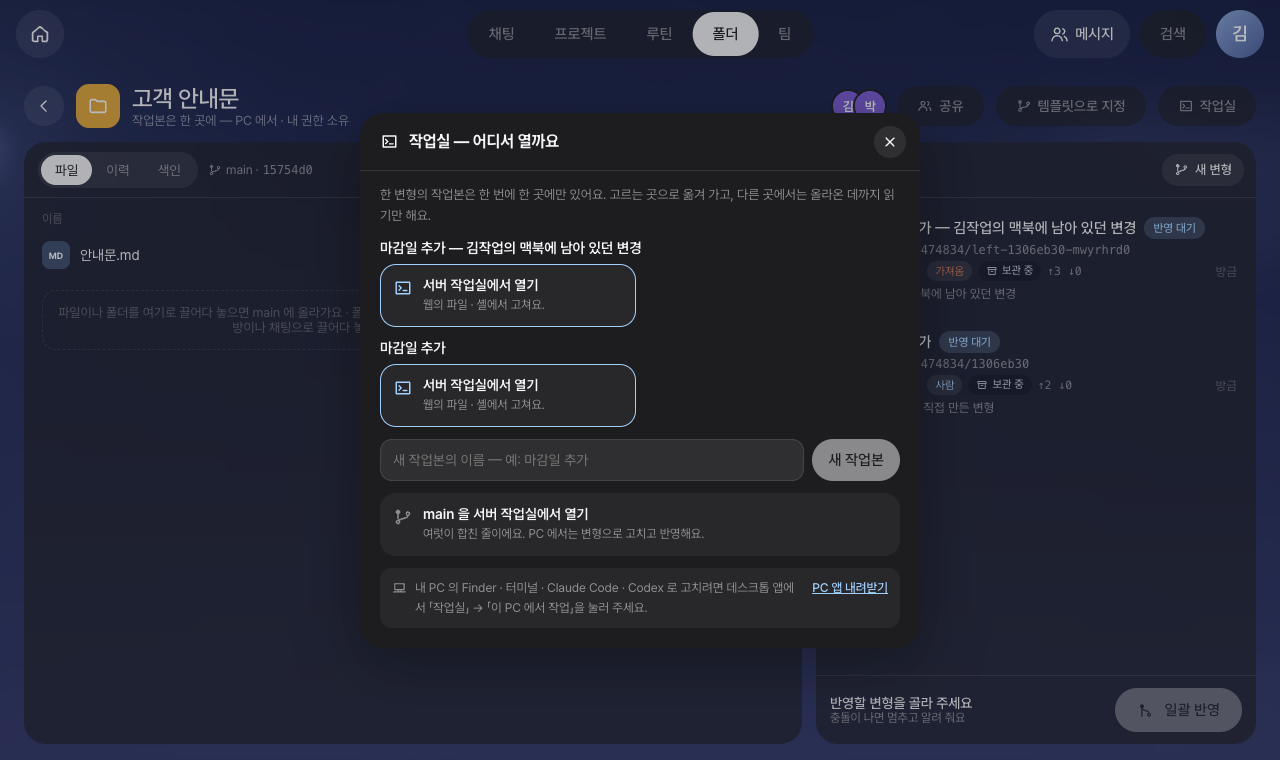 채팅
프로젝트
루틴
폴더
팀
메시지
검색
김
고객 안내문
작업본은 한 곳에 — PC 에서 · 내 권한 소유
김
박
공유
템플릿으로 지정
작업실
파일
이력
색인
main · 15754d0
이름
MD
안내문.md
파일이나 폴더를 여기로 끌어다 놓으면 main 에 올라가요 ·
방이나 채팅으로 끌어다
작업실 — 어디서 열까요
한 변형의 작업본은 한 번에 한 곳에만 있어요. 고르는 곳으로 옮겨 가고, 다른 곳에서는 올라온 데까지 읽
기만 해요.
마감일 추가 — 김작업의 맥북에 남아 있던 변경
서버 작업실에서 열기
웹의 파일 · 셸에서 고쳐요.
마감일 추가
서버 작업실에서 열기
웹의 파일 · 셸에서 고쳐요.
새 작업본의 이름 — 예: 마감일 추가
새 작업본
main 을 서버 작업실에서 열기
여럿이 합친 줄이에요. PC 에서는 변형으로 고치고 반영해요.
내 PC 의 Finder · 터미널 · Claude Code · Codex 로 고치려면 데스크톱 앱에
서 「작업실」 → 「이 PC 에서 작업」을 눌러 주세요.
PC 앱 내려받기
새 변형
가 — 김작업의 맥북에 남아 있던 변경
반영 대기
474834/left-1306eb30-mwyrhrd0
가져옴
보관 중
↑3 ↓0
방금
북에 남아 있던 변경
가
반영 대기
474834/1306eb30
사람
보관 중
↑2 ↓0
방금
직접 만든 변형
반영할 변형을 골라 주세요
충돌이 나면 멈추고 알려 줘요
일괄 반영